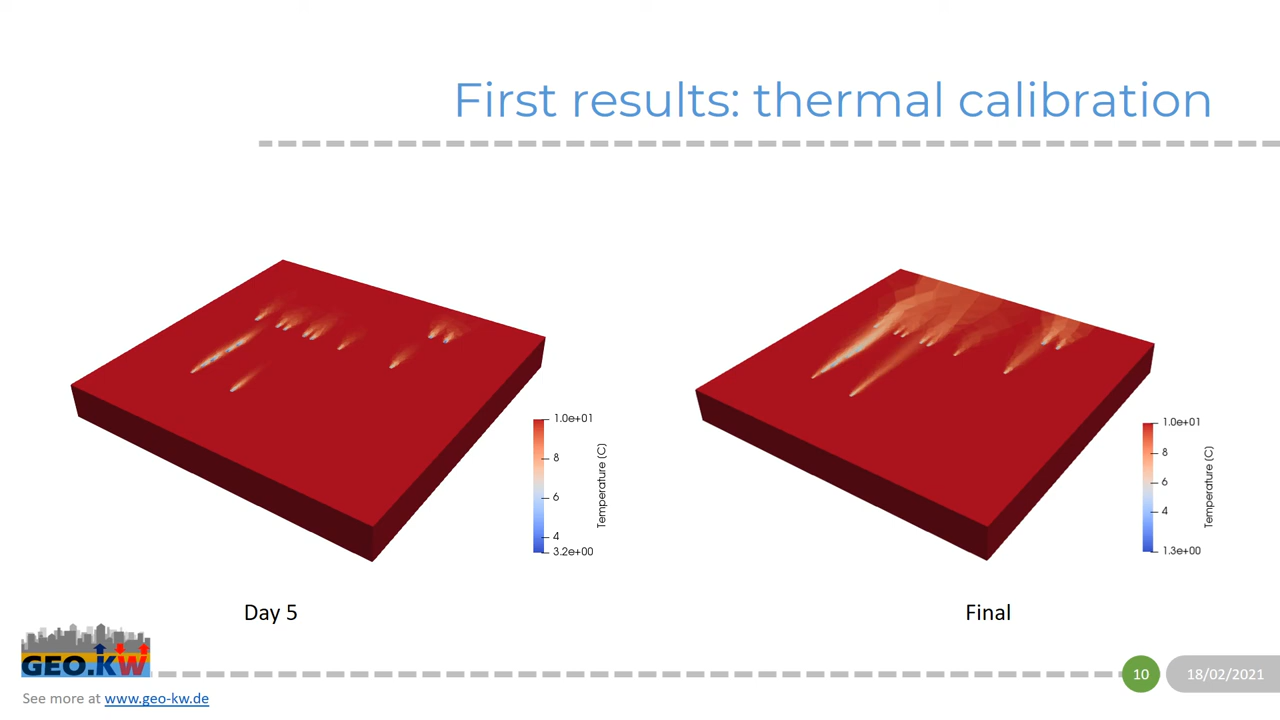 First results: thermal calibration
1.0e+01
8
6
4
3.2e+00
Temperature (C)
1.0e+01
8
6
4
1.3e+00
Temperature (C)
Day 5
Final
GEO.KW
10
18/02/2021
See more at www.geo-kw.de